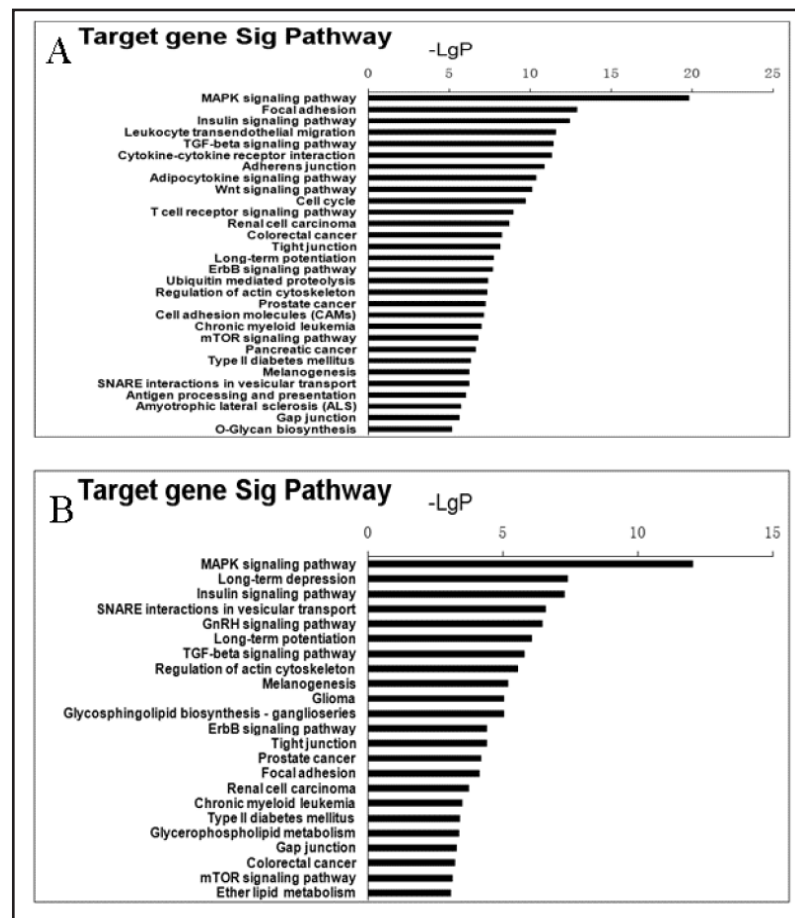 A Target gene Sig Pathway
-LgP
0 5 10 15 20 25
MAPK signaling pathway
Focal adhesion
Insulin signaling pathway
Leukocyte transendothelial migration
TGF-beta signaling pathway
Cytokine-cytokine receptor interaction
Adherens junction
Adipocytokine signaling pathway
Wnt signaling pathway
Cell cycle
T cell receptor signaling pathway
Renal cell carcinoma
Colorectal cancer
Tight junction
Long-term potentiation
ErbB signaling pathway
Ubiquitin mediated proteolysis
Regulation of actin cytoskeleton
Prostate cancer
Cell adhesion molecules (CAMs)
Chronic myeloid leukemia
mTOR signaling pathway
Pancreatic cancer
Type II diabetes mellitus
Melanogenesis
SNARE interactions in vesicular transport
Antigen processing and presentation
Amyotrophic lateral sclerosis (ALS)
Gap junction
O-Glycan biosynthesis
B Target gene Sig Pathway
-LgP
0 5 10 15
MAPK signaling pathway
Long-term depression
Insulin signaling pathway
SNARE interactions in vesicular transport
GnRH signaling pathway
Long-term potentiation
TGF-beta signaling pathway
Regulation of actin cytoskeleton
Melanogenesis
Glioma
Glycosphingolipid biosynthesis - ganglioseries
ErbB signaling pathway
Tight junction
Prostate cancer
Focal adhesion
Renal cell carcinoma
Chronic myeloid leukemia
Type II diabetes mellitus
Glycerophospholipid metabolism
Gap junction
Colorectal cancer
mTOR signaling pathway
Ether lipid metabolism